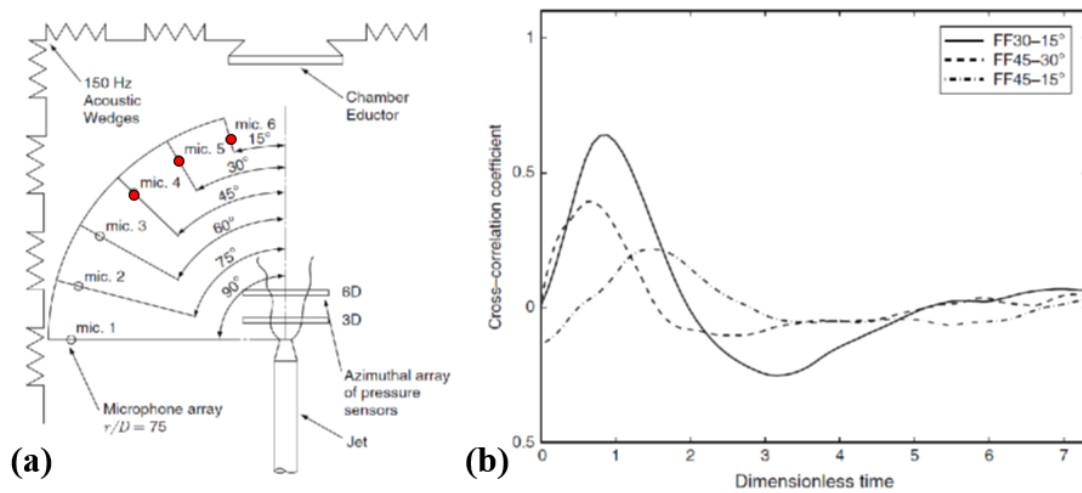 150 Hz
Acoustic
Wedges
Chamber
Eductor
mic. 6
15°
mic. 5
30°
mic. 4
45°
mic. 3
60°
75°
mic. 2
90°
6D
3D
mic. 1
Azimuthal array
of pressure
sensors
Microphone array
r/D = 75
Jet
(a)
FF30–15°
FF45–30°
FF45–15°
Cross–correlation coefficient
1
0.5
0
0.5
0 1 2 3 4 5 6 7
Dimensionless time
(b)